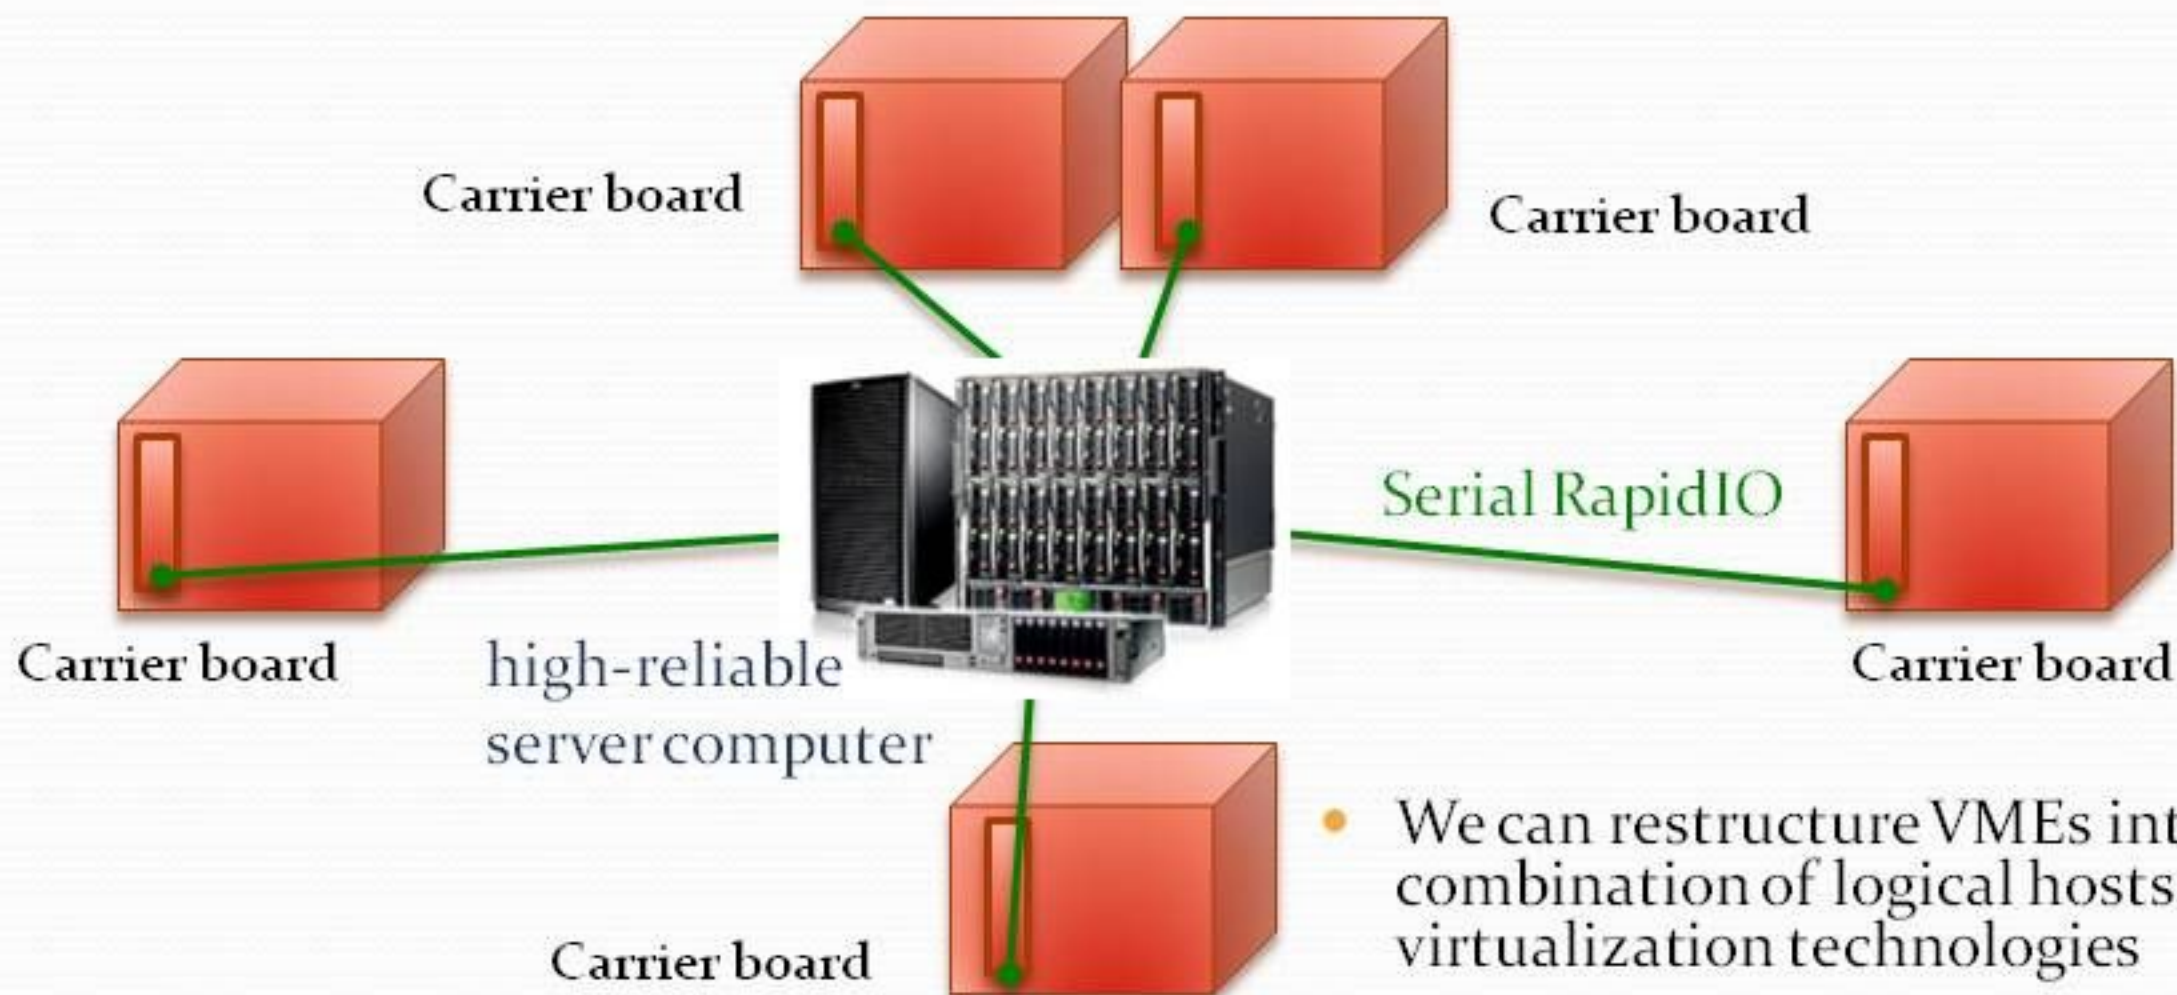 Carrier board
Carrier board
Serial RapidIO
Carrier board
high-reliable
server computer
Carrier board
Carrier board
We can restructure VMEs
combination of logical hosts
virtualization technologies